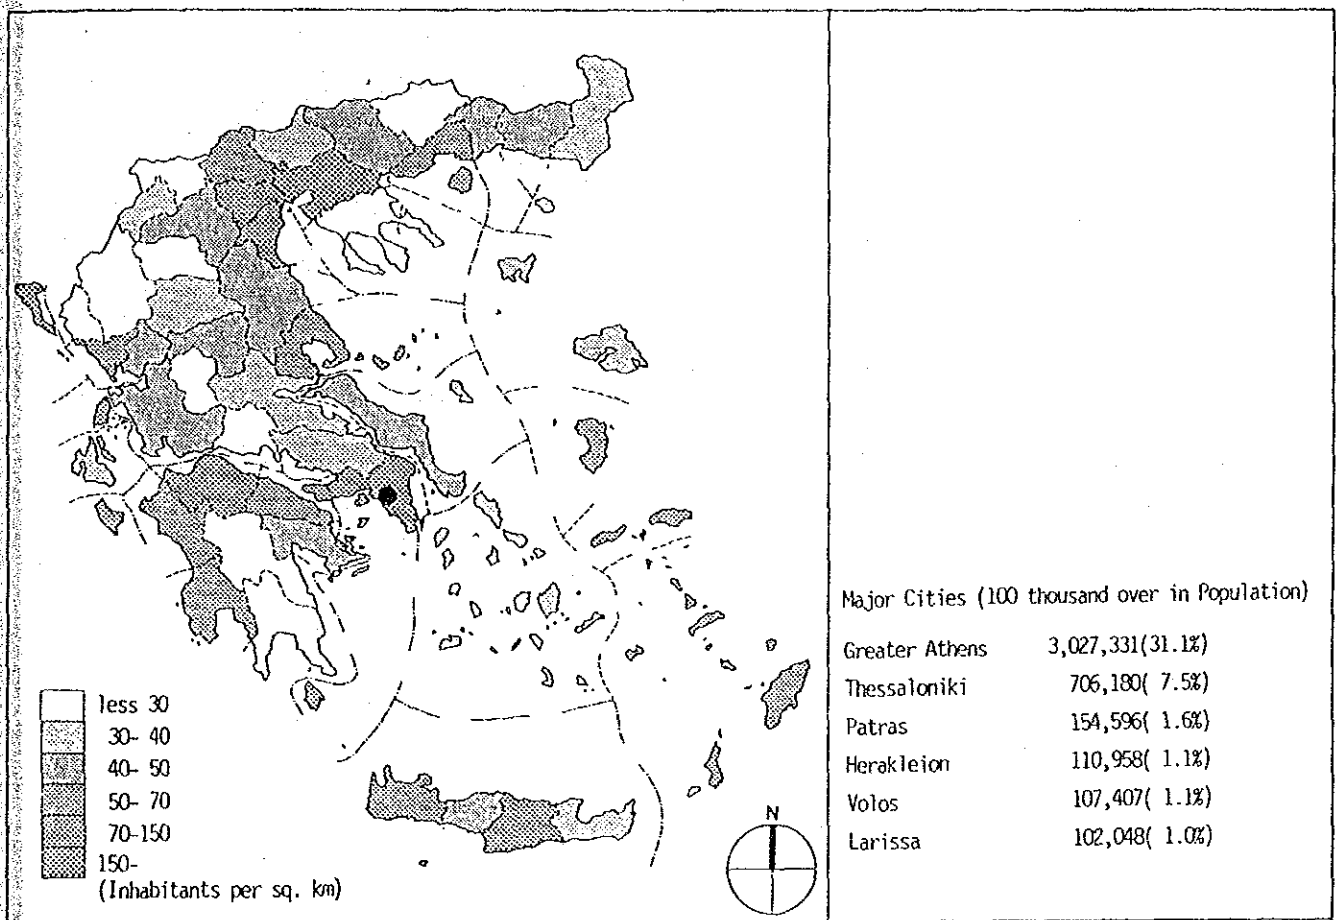 less 30
30- 40
40- 50
50- 70
70-150
150-
(Inhabitants per sq. km)
N
Major Cities (100 thousand over in Population)
Greater Athens 3,027,331(31.1%)
Thessaloniki 706,180( 7.5%)
Patras 154,596( 1.6%)
Herakleion 110,958( 1.1%)
Volos 107,407( 1.1%)
Larissa 102,048( 1.0%)